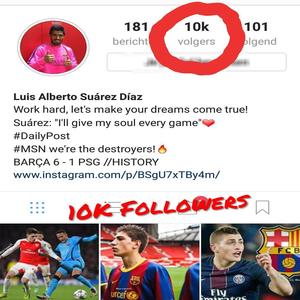 181
10k
101
berichte
volgers
volgend
Luis Alberto Suárez Díaz
Work hard, let's make your dreams come true!
Suárez: "I'll give my soul every game"❤
#DailyPost
#MSN we're the destroyers!🔥
BARÇA 6 - 1 PSG //HISTORY
www.instagram.com/p/BSgU7xTBy4m/
10K FOLLOWERS